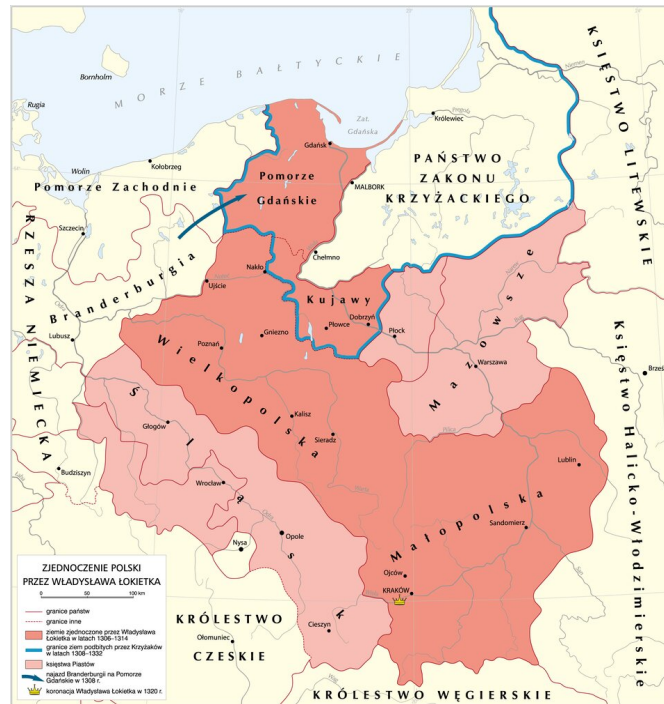 Bornholm
MORZE BAŁTYCKIE
Rugia
Zat.
Gdańska
Niemen
Pregoła
Królewiec
KSIĘSTWO LITEWSKIE
Gdańsk
Wolin
Kołobrzeg
Pomorze Zachodnie
Pomorze
Gdańskie
MALBORK
PAŃSTWO
ZAKONU
KRZYŻACKIEGO
Szczecin
RZESZA NIEMIECKA
Branderburgia
Chełmno
Nakło
Ujście
Kujawy
Dobrzyń
Płowce
Płock
Mazowsze
Lubusz
Gniezno
Poznań
Warszawa
Brześ
Wielkopolska
Księstwo Halicko-Włodzimierskie
Kalisz
Sieradz
Śląsk
Głogów
Budziszyn
Wrocław
Lublin
Małopolska
Sandomierz
Opole
Nysa
Ojców
KRAKÓW
Cieszyn
KRÓLESTWO
CZESKIE
Ołomuniec
KRÓLESTWO WĘGIERSKIE
ZJEDNOCZENIE POLSKI
PRZEZ WŁADYSŁAWA ŁOKIETKA
0 50 100 km
granice państw
granice inne
ziemie zjednoczone przez Władysława
Łokietka w latach 1306–1314
granice ziem podbitych przez Krzyżaków
w latach 1308–1332
księstwa Piastów
najazd Branderburgii na Pomorze
Gdańskie w 1308 r.
koronacja Władysława Łokietka w 1320 r.